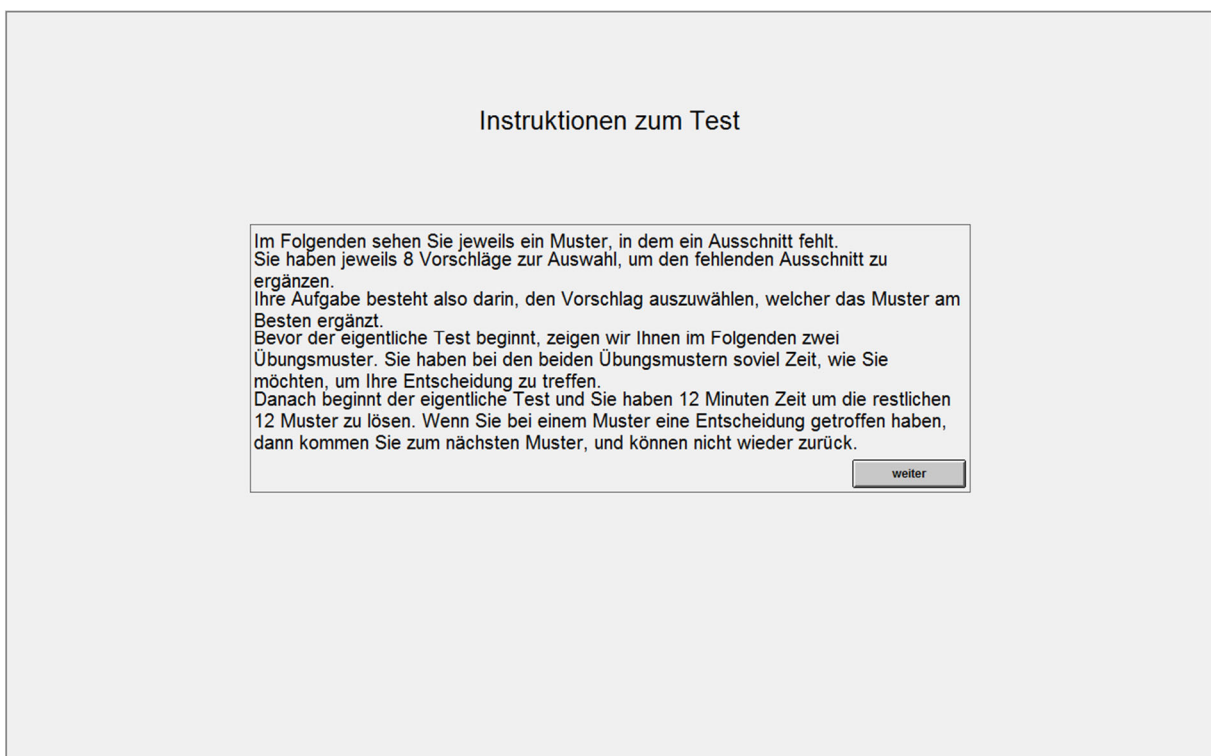 Instruktionen zum Test
Im Folgenden sehen Sie jeweils ein Muster, in dem ein Ausschnitt fehlt.
Sie haben jeweils 8 Vorschläge zur Auswahl, um den fehlenden Ausschnitt zu
ergänzen.
Ihre Aufgabe besteht also darin, den Vorschlag auszuwählen, welcher das Muster am
Besten ergänzt.
Bevor der eigentliche Test beginnt, zeigen wir Ihnen im Folgenden zwei
Übungsmuster. Sie haben bei den beiden Übungsmustern soviel Zeit, wie Sie
möchten, um Ihre Entscheidung zu treffen.
Danach beginnt der eigentliche Test und Sie haben 12 Minuten Zeit um die restlichen
12 Muster zu lösen. Wenn Sie bei einem Muster eine Entscheidung getroffen haben,
dann kommen Sie zum nächsten Muster, und können nicht wieder zurück.
weiter